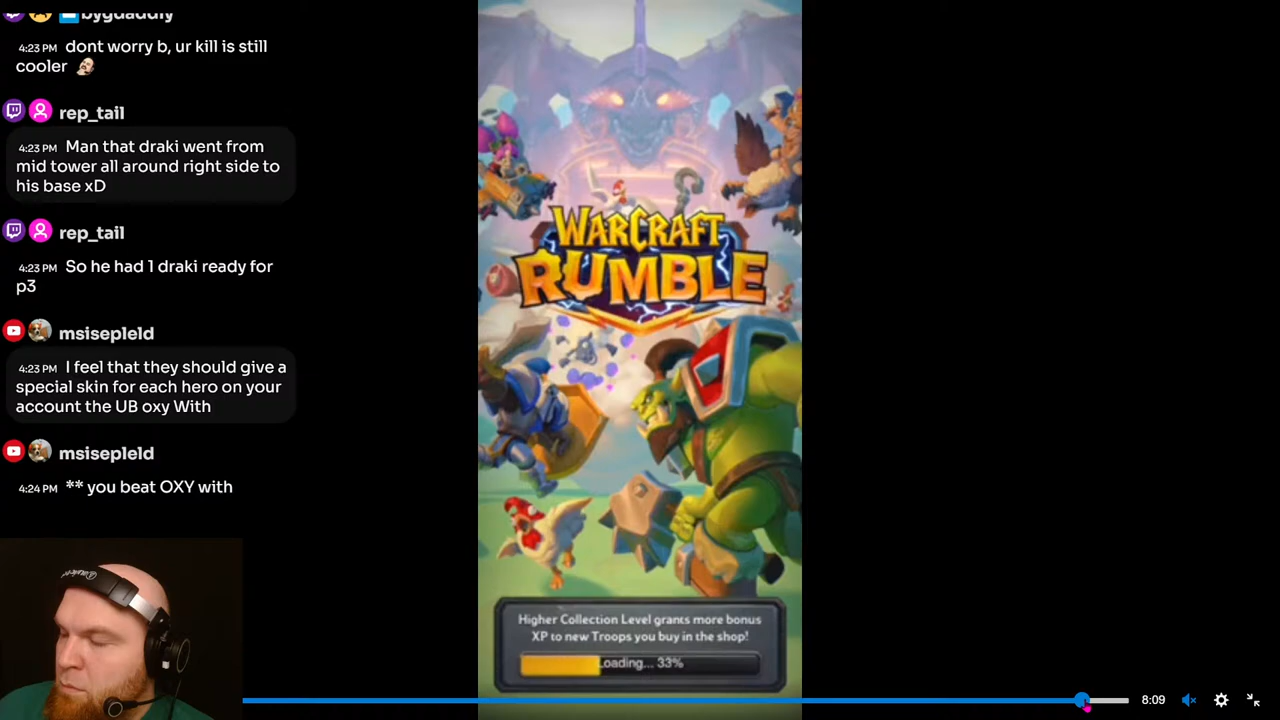 bygdaddy
4:23 PM dont worry b, ur kill is still
cooler
rep_tail
4:23 PM Man that draki went from
mid tower all around right side to
his base xD
rep_tail
4:23 PM So he had 1 draki ready for
p3
msisepleld
4:23 PM I feel that they should give a
special skin for each hero on your
account the UB oxy With
msisepleld
4:24 PM ** you beat OXY with
WARCRAFT
RUMBLE
Higher Collection Level grants more bonus
XP to new Troops you buy in the shop!
Loading... 33%
8:09